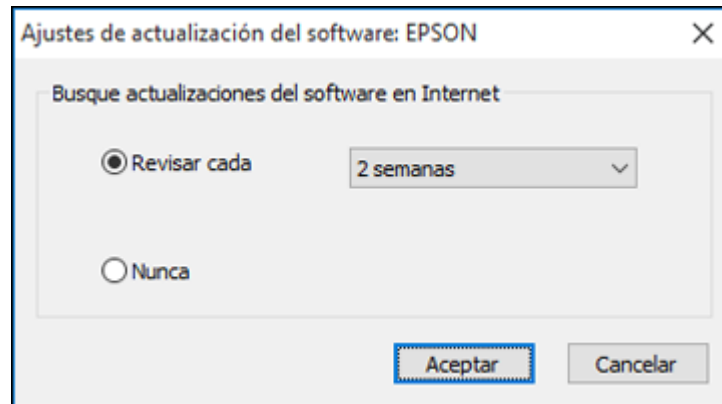 Ajustes de actualización del software: EPSON
Busque actualizaciones del software en Internet
Revisar cada
2 semanas
Nunca
Aceptar
Cancelar